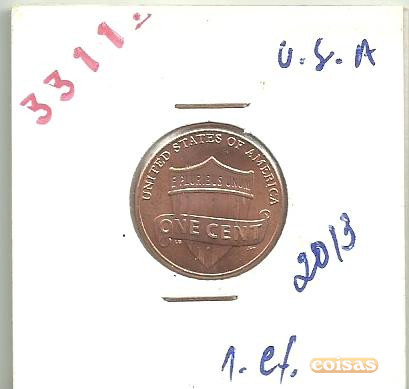 3311.
U.S.A
UNITED STATES OF AMERICA
E PLURIBUS UNUM
ONE CENT
2013
1. ct.
coisas